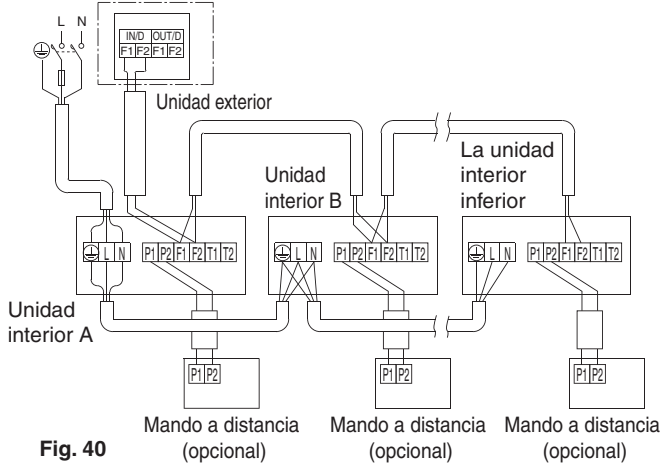 L N
IN/D OUT/D
F1 F2 F1 F2
Unidad exterior
Unidad
interior B
La unidad
interior
inferior
L N
P1 P2 F1 F2 T1 T2
L N
P1 P2 F1 F2 T1 T2
L N
P1 P2 F1 F2 T1 T2
Unidad
interior A
P1 P2
P1 P2
P1 P2
Mando a distancia
(opcional)
Mando a distancia
(opcional)
Mando a distancia
(opcional)
Fig. 40